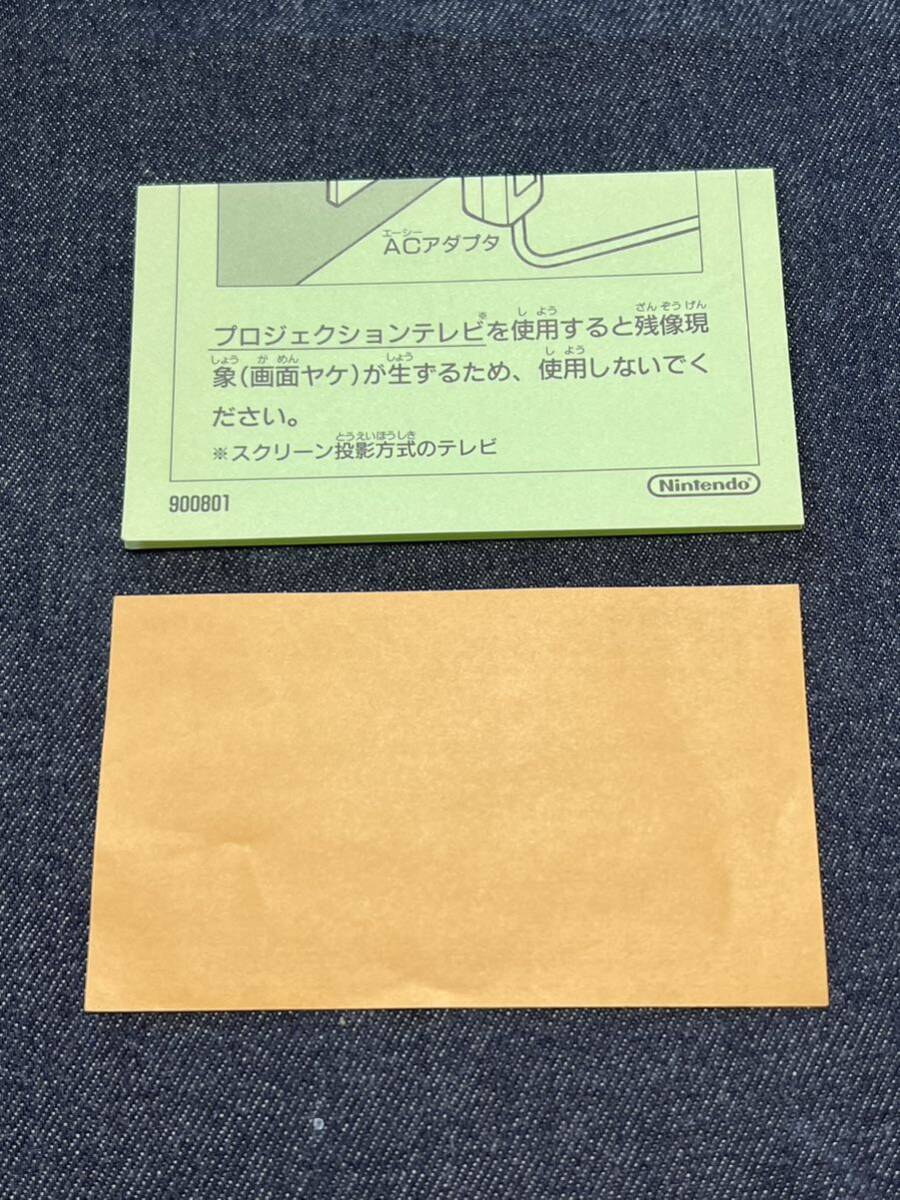 エーシー
ACアダプタ
し よう ざん ぞう げん
プロジェクションテレビ※を使用すると残像現
しょう が めん しょう し よう
象(画面ヤケ)が生ずるため、使用しないでく
ださい。
とうえいほうしき
※スクリーン投影方式のテレビ
900801
Nintendo®